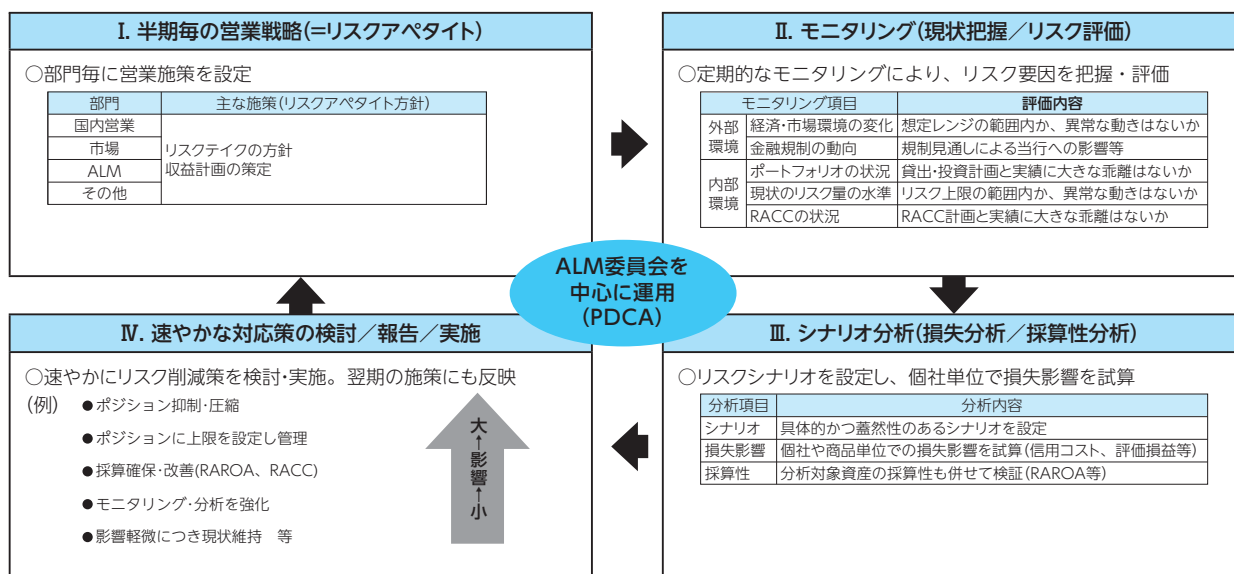 Ⅰ. 半期毎の営業戦略(=リスクアペタイト)
○部門毎に営業施策を設定
部門 主な施策(リスクアペタイト方針)
国内営業
市場
ALM
その他
リスクテイクの方針
収益計画の策定
Ⅱ. モニタリング(現状把握／リスク評価)
○定期的なモニタリングにより、リスク要因を把握・評価
モニタリング項目 評価内容
外部環境
経済・市場環境の変化 想定レンジの範囲内か、異常な動きはないか
金融規制の動向 規制見通しによる当行への影響等
内部環境
ポートフォリオの状況 貸出・投資計画と実績に大きな乖離はないか
現状のリスク量の水準 リスク上限の範囲内か、異常な動きはないか
RACCの状況 RACC計画と実績に大きな乖離はないか
ALM委員会を
中心に運用
(PDCA)
Ⅳ. 速やかな対応策の検討／報告／実施
○速やかにリスク削減策を検討・実施。翌期の施策にも反映
(例) ●ポジション抑制・圧縮
●ポジションに上限を設定し管理
●採算確保・改善(RAROA、RACC)
●モニタリング・分析を強化
●影響軽微につき現状維持　等
大↑影響↑小
Ⅲ. シナリオ分析(損失分析／採算性分析)
○リスクシナリオを設定し、個社単位で損失影響を試算
分析項目 分析内容
シナリオ 具体的かつ蓋然性のあるシナリオを設定
損失影響 個社や商品単位での損失影響を試算(信用コスト、評価損益等)
採算性 分析対象資産の採算性も併せて検証(RAROA等)